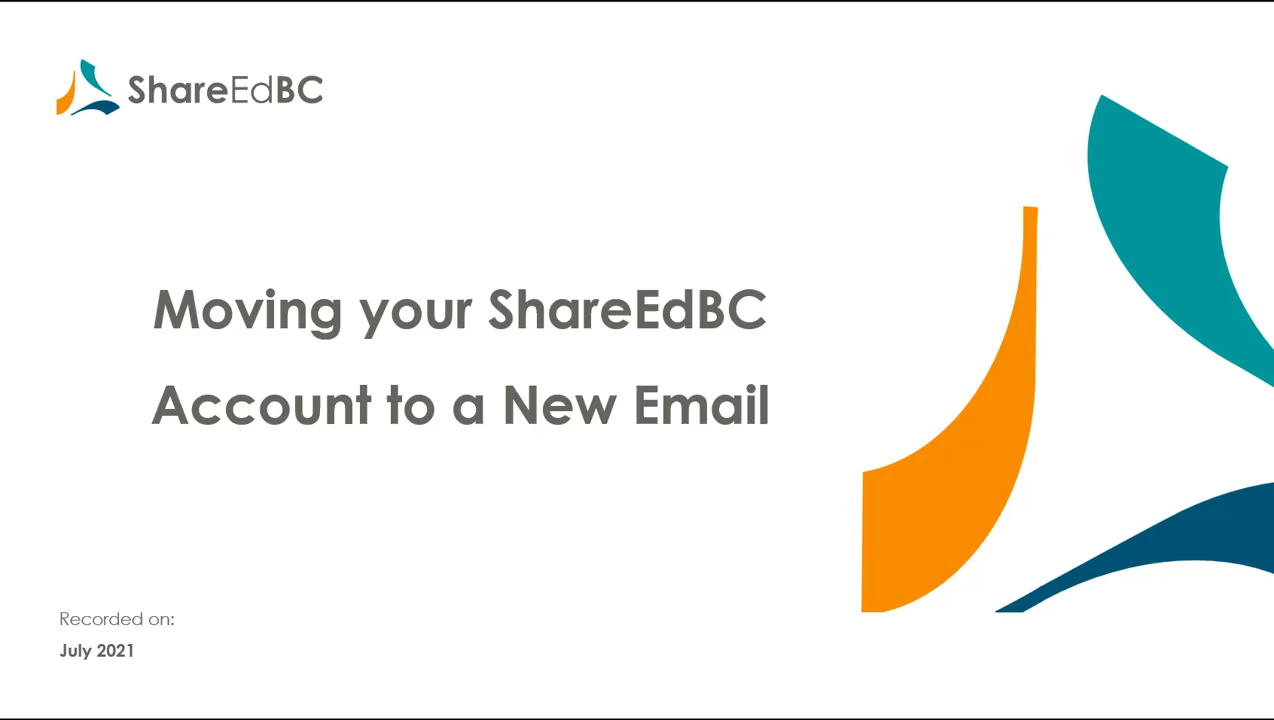 ShareEdBC
Moving your ShareEdBC
Account to a New Email
Recorded on:
July 2021